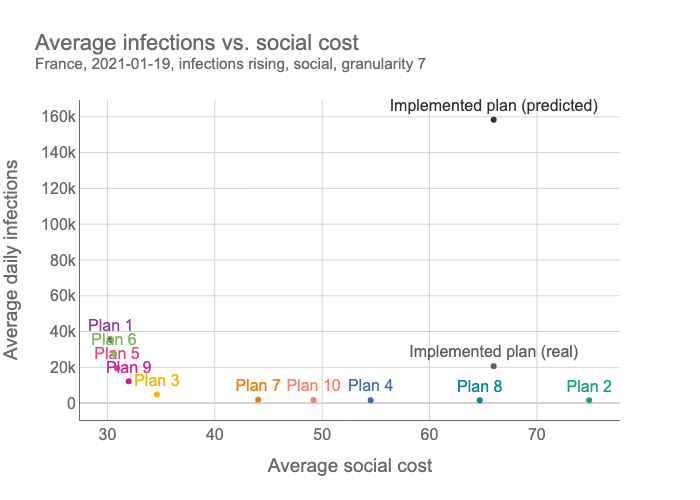 Average infections vs. social cost
France, 2021-01-19, infections rising, social, granularity 7
Average daily infections
160k
140k
120k
100k
80k
60k
40k
20k
0
Implemented plan (predicted)
Plan 1
Plan 6
Plan 5
Plan 9
Plan 3
Implemented plan (real)
Plan 7
Plan 10
Plan 4
Plan 8
Plan 2
30
40
50
60
70
Average social cost